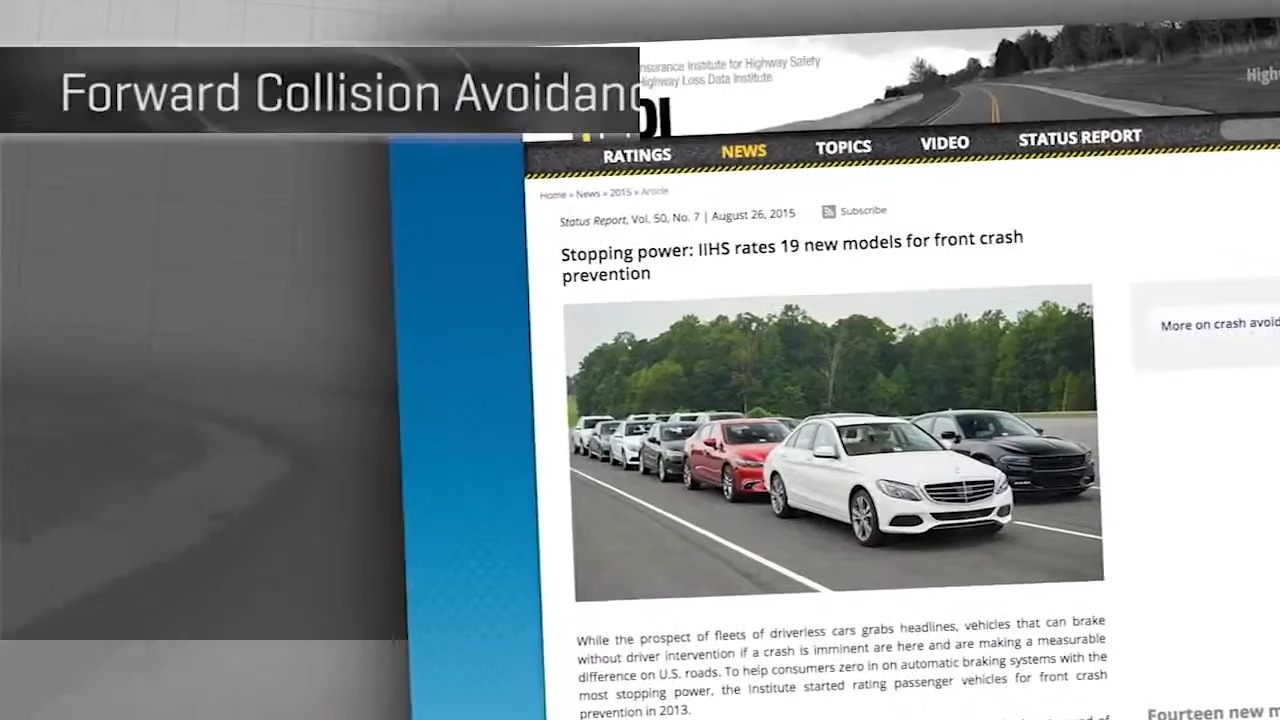 Forward Collision
Insurance Institute for Highway Safety
Highway Loss Data Institute
RATINGS NEWS TOPICS VIDEO STATUS REPORT
Home » News » 2015 » Article
Status Report, Vol. 50, No. 7 | August 26, 2015 Subscribe
Stopping power: IIHS rates 19 new models for front crash
prevention
More on crash
While the prospect of fleets of driverless cars grabs headlines, vehicles that can brake
without driver intervention if a crash is imminent are here and are making a measurable
difference on U.S. roads. To help consumers zero in on automatic braking systems with the
most stopping power, the Institute started rating passenger vehicles for front crash
prevention in 2013.
Fourteen new